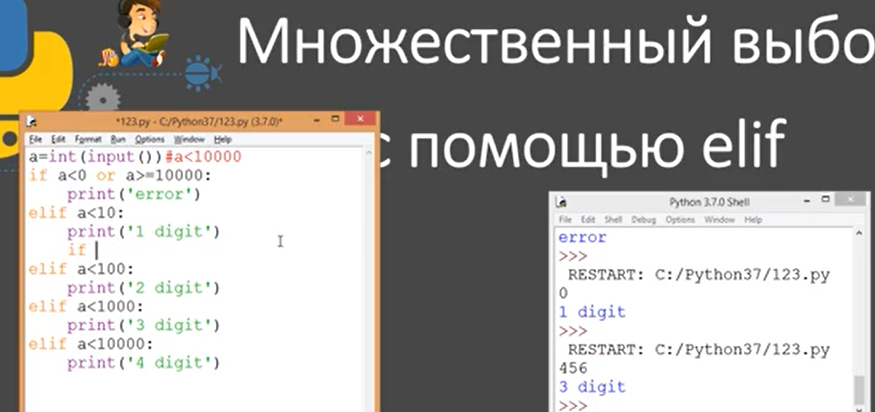 Множественный выбо
с помощью elif
*123.py - C:/Python37/123.py (3.7.0)*
File Edit Format Run Options Window Help
a=int(input())#a<10000
if a<0 or a>=10000:
    print('error')
elif a<10:
    print('1 digit')
    if
elif a<100:
    print('2 digit')
elif a<1000:
    print('3 digit')
elif a<10000:
    print('4 digit')
Python 3.7.0 Shell
File Edit Shell Debug Options Window Help
error
>>>
 RESTART: C:/Python37/123.py
0
1 digit
>>>
 RESTART: C:/Python37/123.py
456
3 digit
>>>